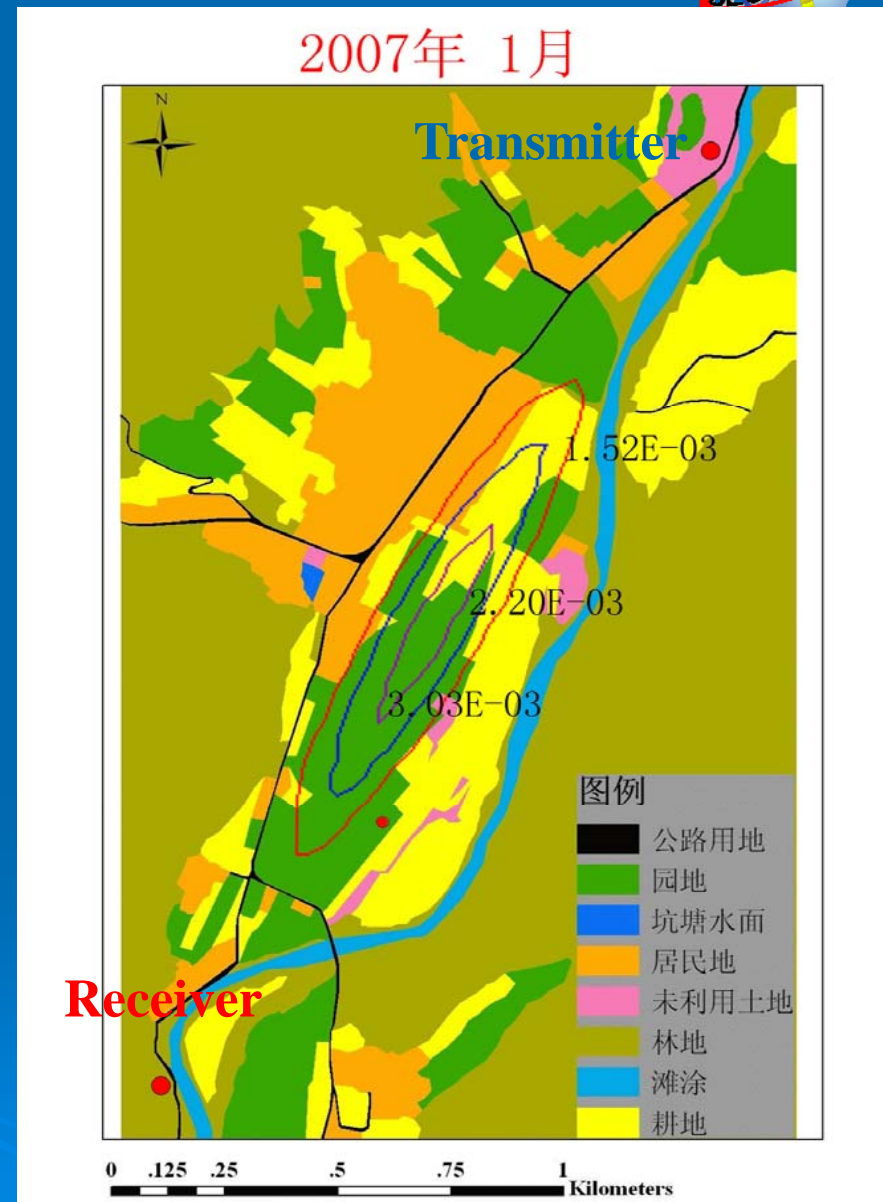 2007年 1月
N
Transmitter
1.52E-03
2.20E-03
3.03E-03
图例
公路用地
园地
坑塘水面
居民地
未利用土地
林地
滩涂
耕地
Receiver
0 .125 .25 .5 .75 1
Kilometers